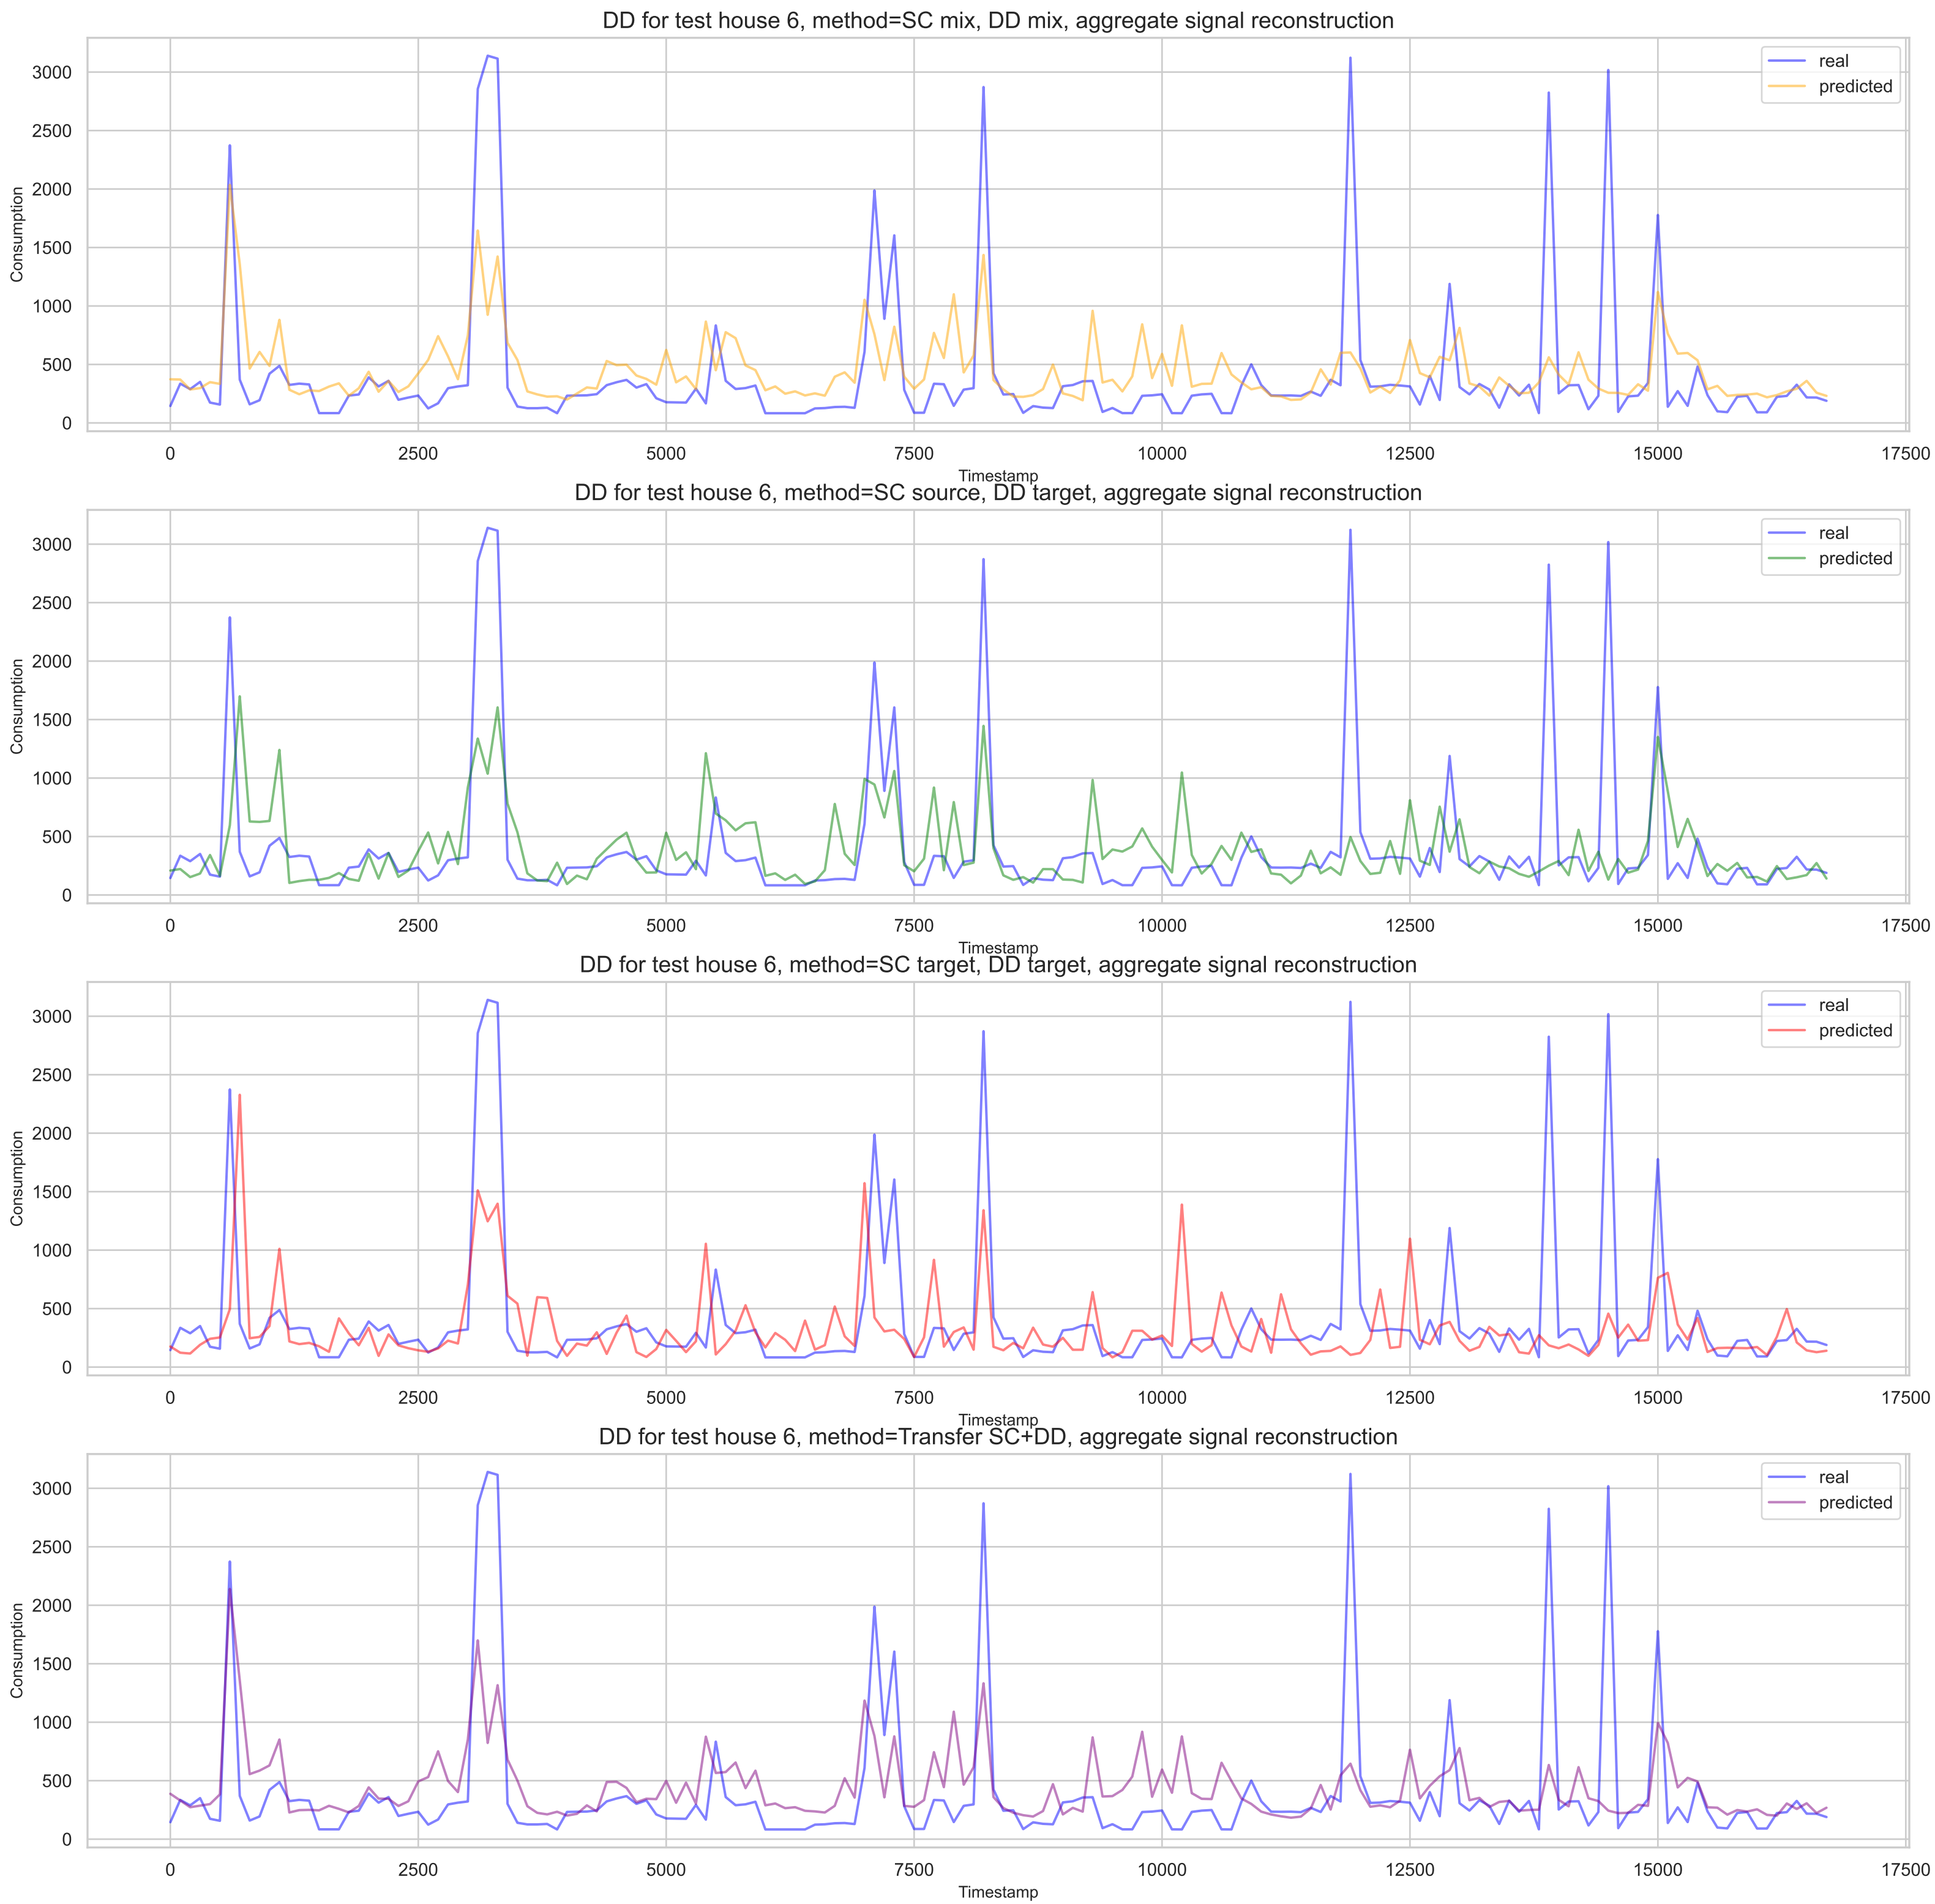 DD for test house 6, method=SC mix, DD mix, aggregate signal reconstruction
real
predicted
3000
2500
2000
1500
1000
500
0
Consumption
0 2500 5000 7500 10000 12500 15000 17500
Timestamp
DD for test house 6, method=SC source, DD target, aggregate signal reconstruction
real
predicted
3000
2500
2000
1500
1000
500
0
Consumption
0 2500 5000 7500 10000 12500 15000 17500
Timestamp
DD for test house 6, method=SC target, DD target, aggregate signal reconstruction
real
predicted
3000
2500
2000
1500
1000
500
0
Consumption
0 2500 5000 7500 10000 12500 15000 17500
Timestamp
DD for test house 6, method=Transfer SC+DD, aggregate signal reconstruction
real
predicted
3000
2500
2000
1500
1000
500
0
Consumption
0 2500 5000 7500 10000 12500 15000 17500
Timestamp